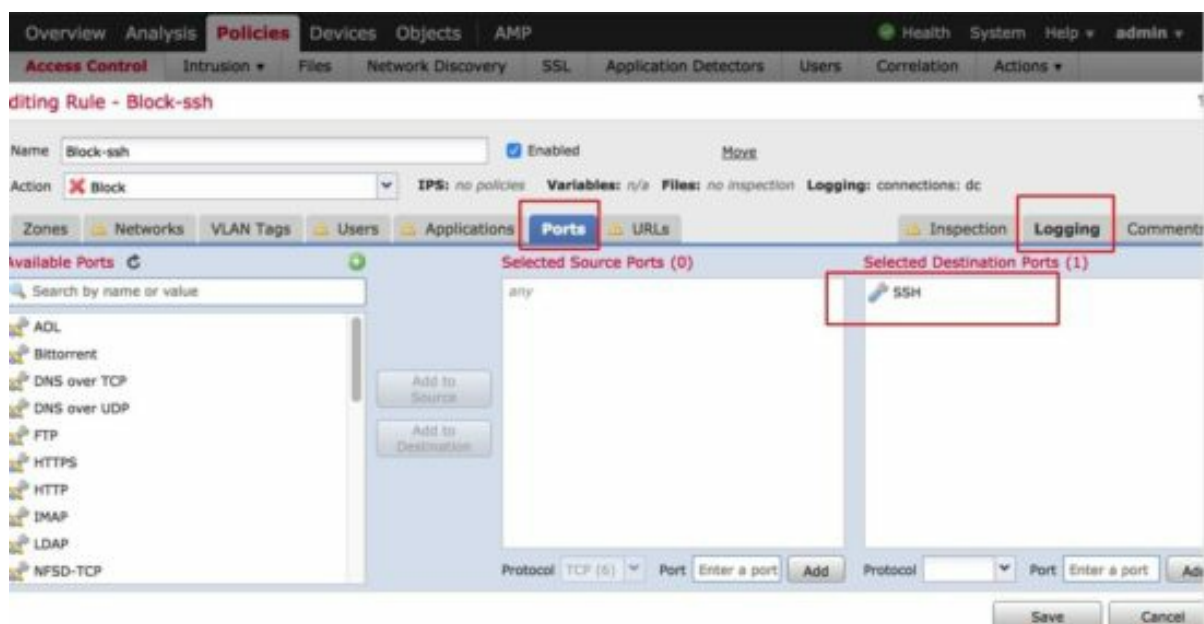 Overview Analysis Policies Devices Objects AMP Health System Help admin
Access Control Intrusion Files Network Discovery SSL Application Detectors Users Correlation Actions
diting Rule - Block-ssh
Name Block-ssh Enabled Move
Action Block IPS: no policies Variables: n/a Files: no inspection Logging: connections: dc
Zones Networks VLAN Tags Users Applications Ports URLs Inspection Logging Comments
Available Ports Selected Source Ports (0) Selected Destination Ports (1)
Search by name or value any SSH
AOL
Bittorrent
DNS over TCP
DNS over UDP
FTP
HTTPS
HTTP
IMAP
LDAP
NFSD-TCP
Add to
Source
Add to
Destination
Protocol TCP (6) Port Enter a port Add Protocol Port Enter a port Ad
Save Cancel